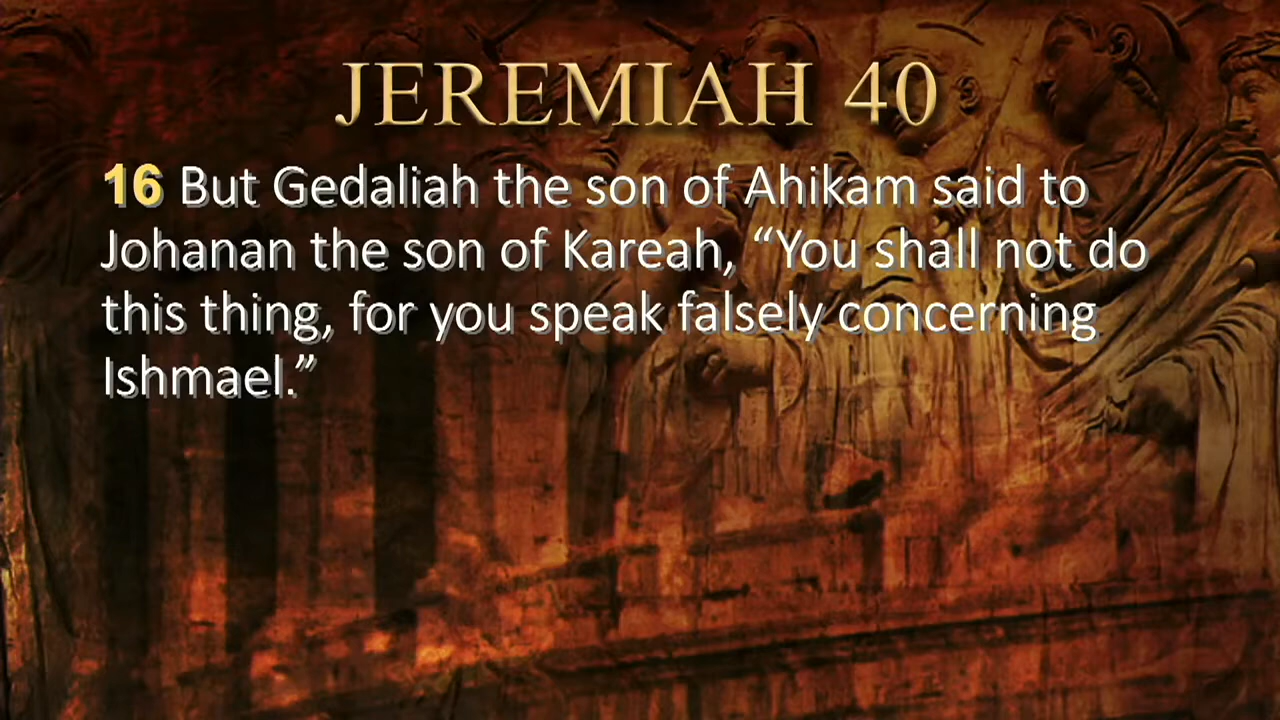 JEREMIAH 40
16 But Gedaliah the son of Ahikam said to
Johanan the son of Kareah, “You shall not do
this thing, for you speak falsely concerning
Ishmael.”